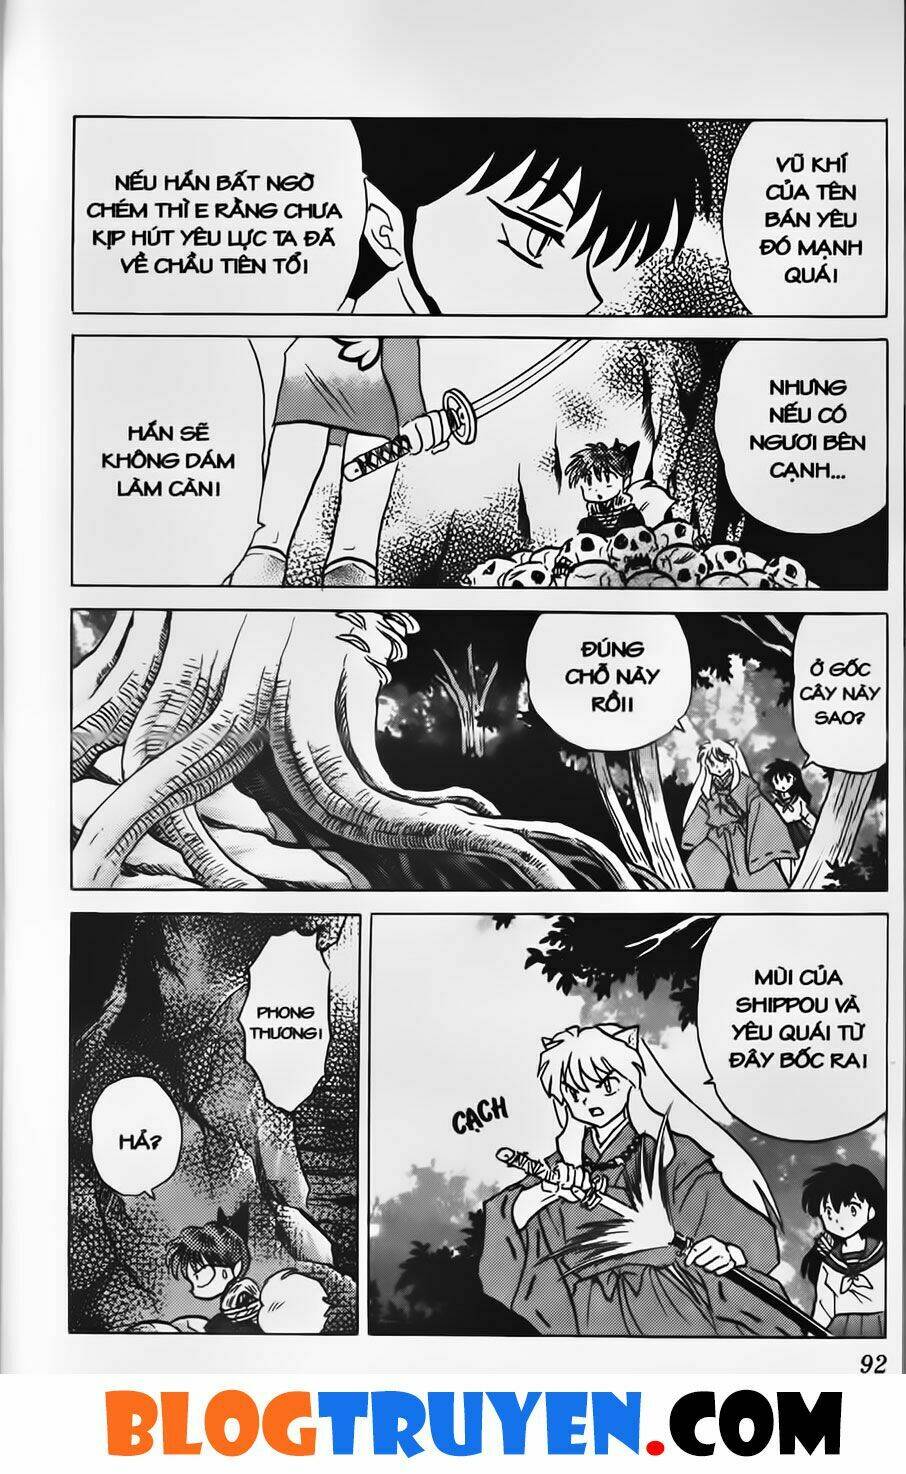 VŨ KHÍ
CỦA TÊN
BÁN YÊU
ĐÓ MẠNH
QUÁ!
NẾU HẮN BẤT NGỜ
CHÉM THÌ E RẰNG CHƯA
KỊP HÚT YÊU LỰC TA ĐÃ
VỀ CHẦU TIÊN TỔ!
NHƯNG
NẾU CÓ
NGƯƠI BÊN
CẠNH...
HẮN SẼ
KHÔNG DÁM
LÀM CÀN!
Ở GỐC
CÂY NÀY
SAO?
ĐÚNG
CHỖ NÀY
RỒI!
MÙI CỦA
SHIPPOU VÀ
YÊU QUÁI TỪ
ĐÂY BỐC RA!
CẠCH
PHONG
THƯƠNG!
HẢ?
92
BLOGTRUYEN.COM